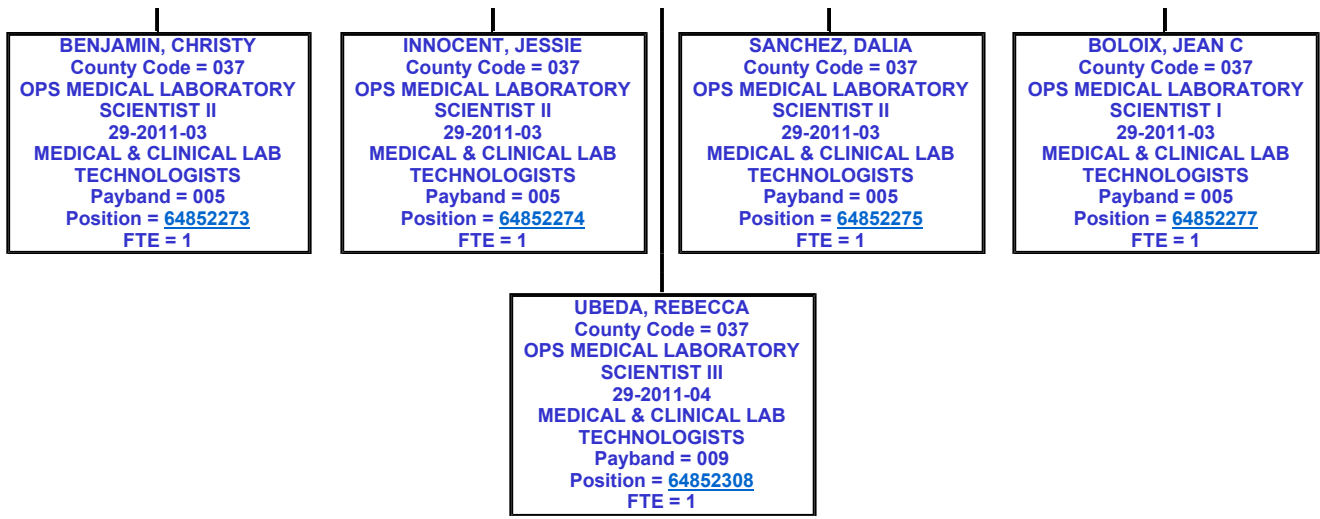 BENJAMIN, CHRISTY
County Code = 037
OPS MEDICAL LABORATORY
SCIENTIST II
29-2011-03
MEDICAL & CLINICAL LAB
TECHNOLOGISTS
Payband = 005
Position = 64852273
FTE = 1
INNOCENT, JESSIE
County Code = 037
OPS MEDICAL LABORATORY
SCIENTIST II
29-2011-03
MEDICAL & CLINICAL LAB
TECHNOLOGISTS
Payband = 005
Position = 64852274
FTE = 1
SANCHEZ, DALIA
County Code = 037
OPS MEDICAL LABORATORY
SCIENTIST II
29-2011-03
MEDICAL & CLINICAL LAB
TECHNOLOGISTS
Payband = 005
Position = 64852275
FTE = 1
BOLOIX, JEAN C
County Code = 037
OPS MEDICAL LABORATORY
SCIENTIST I
29-2011-03
MEDICAL & CLINICAL LAB
TECHNOLOGISTS
Payband = 005
Position = 64852277
FTE = 1
UBEDA, REBECCA
County Code = 037
OPS MEDICAL LABORATORY
SCIENTIST III
29-2011-04
MEDICAL & CLINICAL LAB
TECHNOLOGISTS
Payband = 009
Position = 64852308
FTE = 1